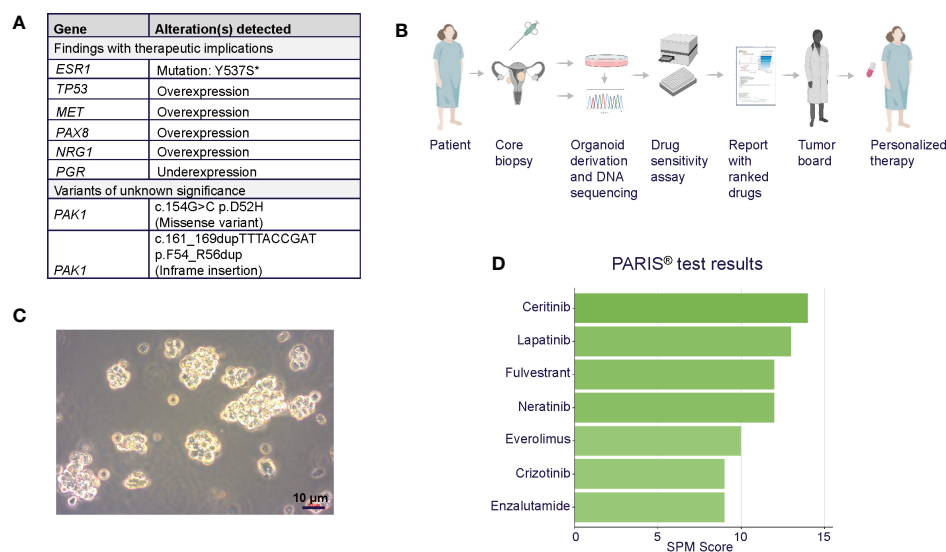 A
Gene Alteration(s) detected
Findings with therapeutic implications
ESR1 Mutation: Y537S*
TP53 Overexpression
MET Overexpression
PAX8 Overexpression
NRG1 Overexpression
PGR Underexpression
Variants of unknown significance
PAK1 c.154G>C p.D52H
(Missense variant)
c.161_169dupTTTACCGAT
p.F54_R56dup
PAK1 (Inframe insertion)
B
Patient
Core
biopsy
Organoid
derivation
and DNA
sequencing
Drug
sensitivity
assay
Report
with
ranked
drugs
Tumor
board
Personalized
therapy
C
10 µm
D
PARIS® test results
Ceritinib
Lapatinib
Fulvestrant
Neratinib
Everolimus
Crizotinib
Enzalutamide
0 5 10 15
SPM Score